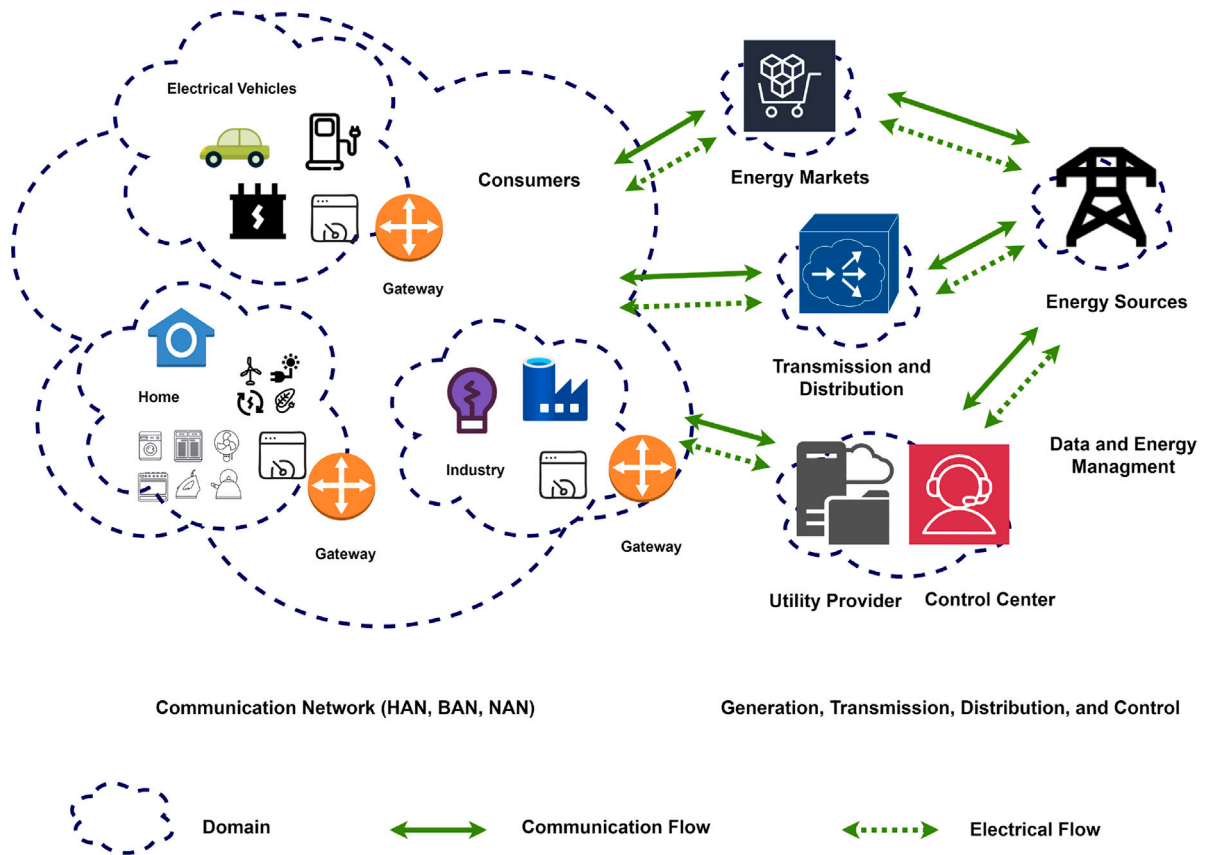 Electrical Vehicles
Consumers
Gateway
Home
Gateway
Industry
Gateway
Energy Markets
Energy Sources
Transmission and
Distribution
Data and Energy
Managment
Utility Provider
Control Center
Communication Network (HAN, BAN, NAN)
Generation, Transmission, Distribution, and Control
Domain
Communication Flow
Electrical Flow